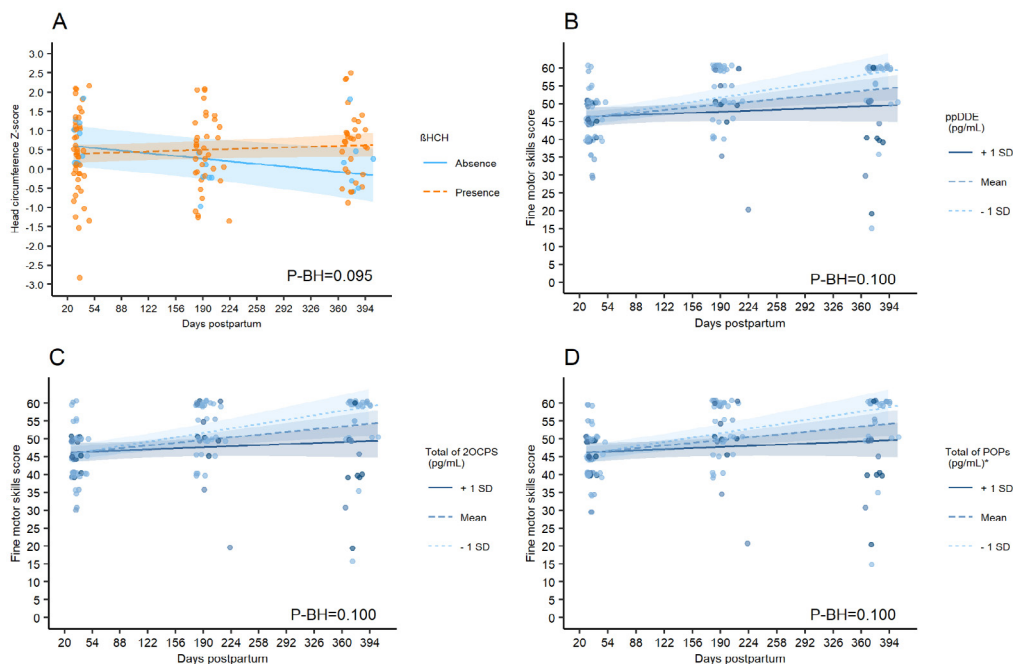 A
Head circumference Z-score
3.0
2.5
2.0
1.5
1.0
0.5
0.0
-0.5
-1.0
-1.5
-2.0
-2.5
-3.0
P-BH=0.095
20 54 88 122 156 190 224 258 292 326 360 394
Days postpartum
ßHCH
Absence
Presence
B
Fine motor skills score
60
55
50
45
40
35
30
25
20
15
10
5
0
P-BH=0.100
20 54 88 122 156 190 224 258 292 326 360 394
Days postpartum
ppDDE
(pg/mL)
+ 1 SD
Mean
- 1 SD
C
Fine motor skills score
60
55
50
45
40
35
30
25
20
15
10
5
0
P-BH=0.100
20 54 88 122 156 190 224 258 292 326 360 394
Days postpartum
Total of 2OCPS
(pg/mL)
+ 1 SD
Mean
- 1 SD
D
Fine motor skills score
60
55
50
45
40
35
30
25
20
15
10
5
0
P-BH=0.100
20 54 88 122 156 190 224 258 292 326 360 394
Days postpartum
Total of POPs
(pg/mL)*
+ 1 SD
Mean
- 1 SD